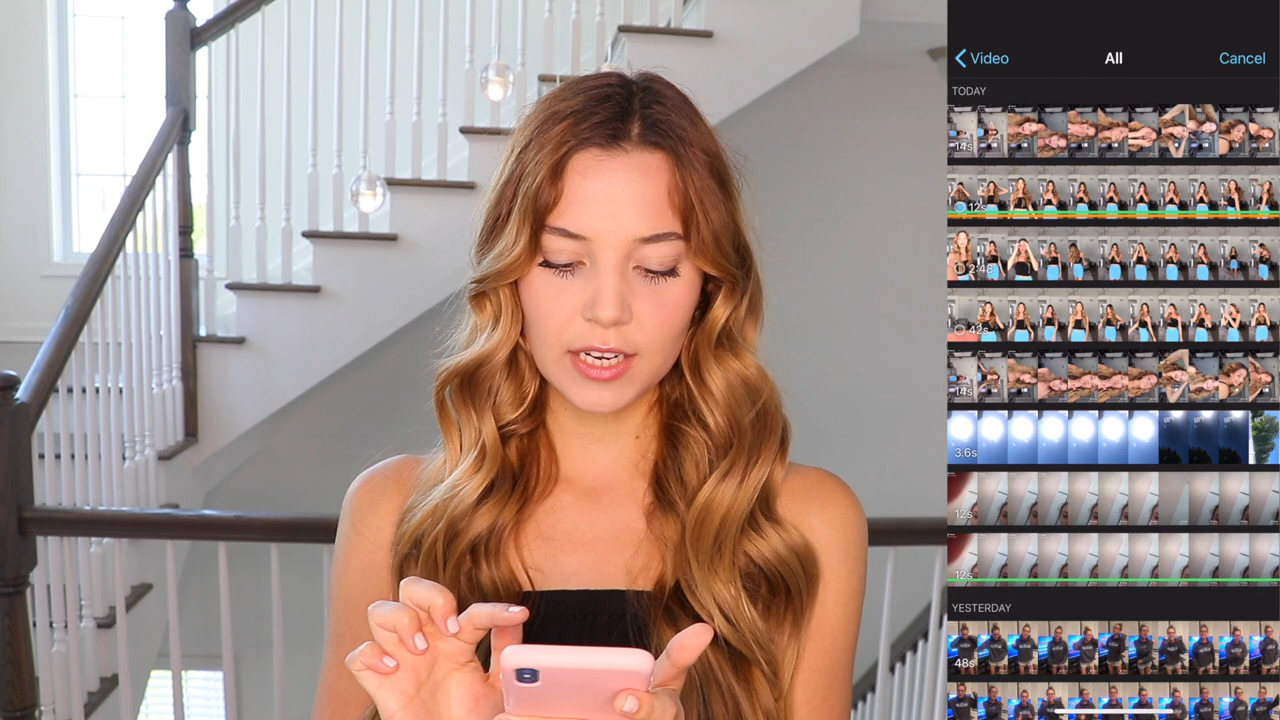 Video
All
Cancel
TODAY
14s
12s
2:48
42s
14s
3.6s
12s
12s
YESTERDAY
48s